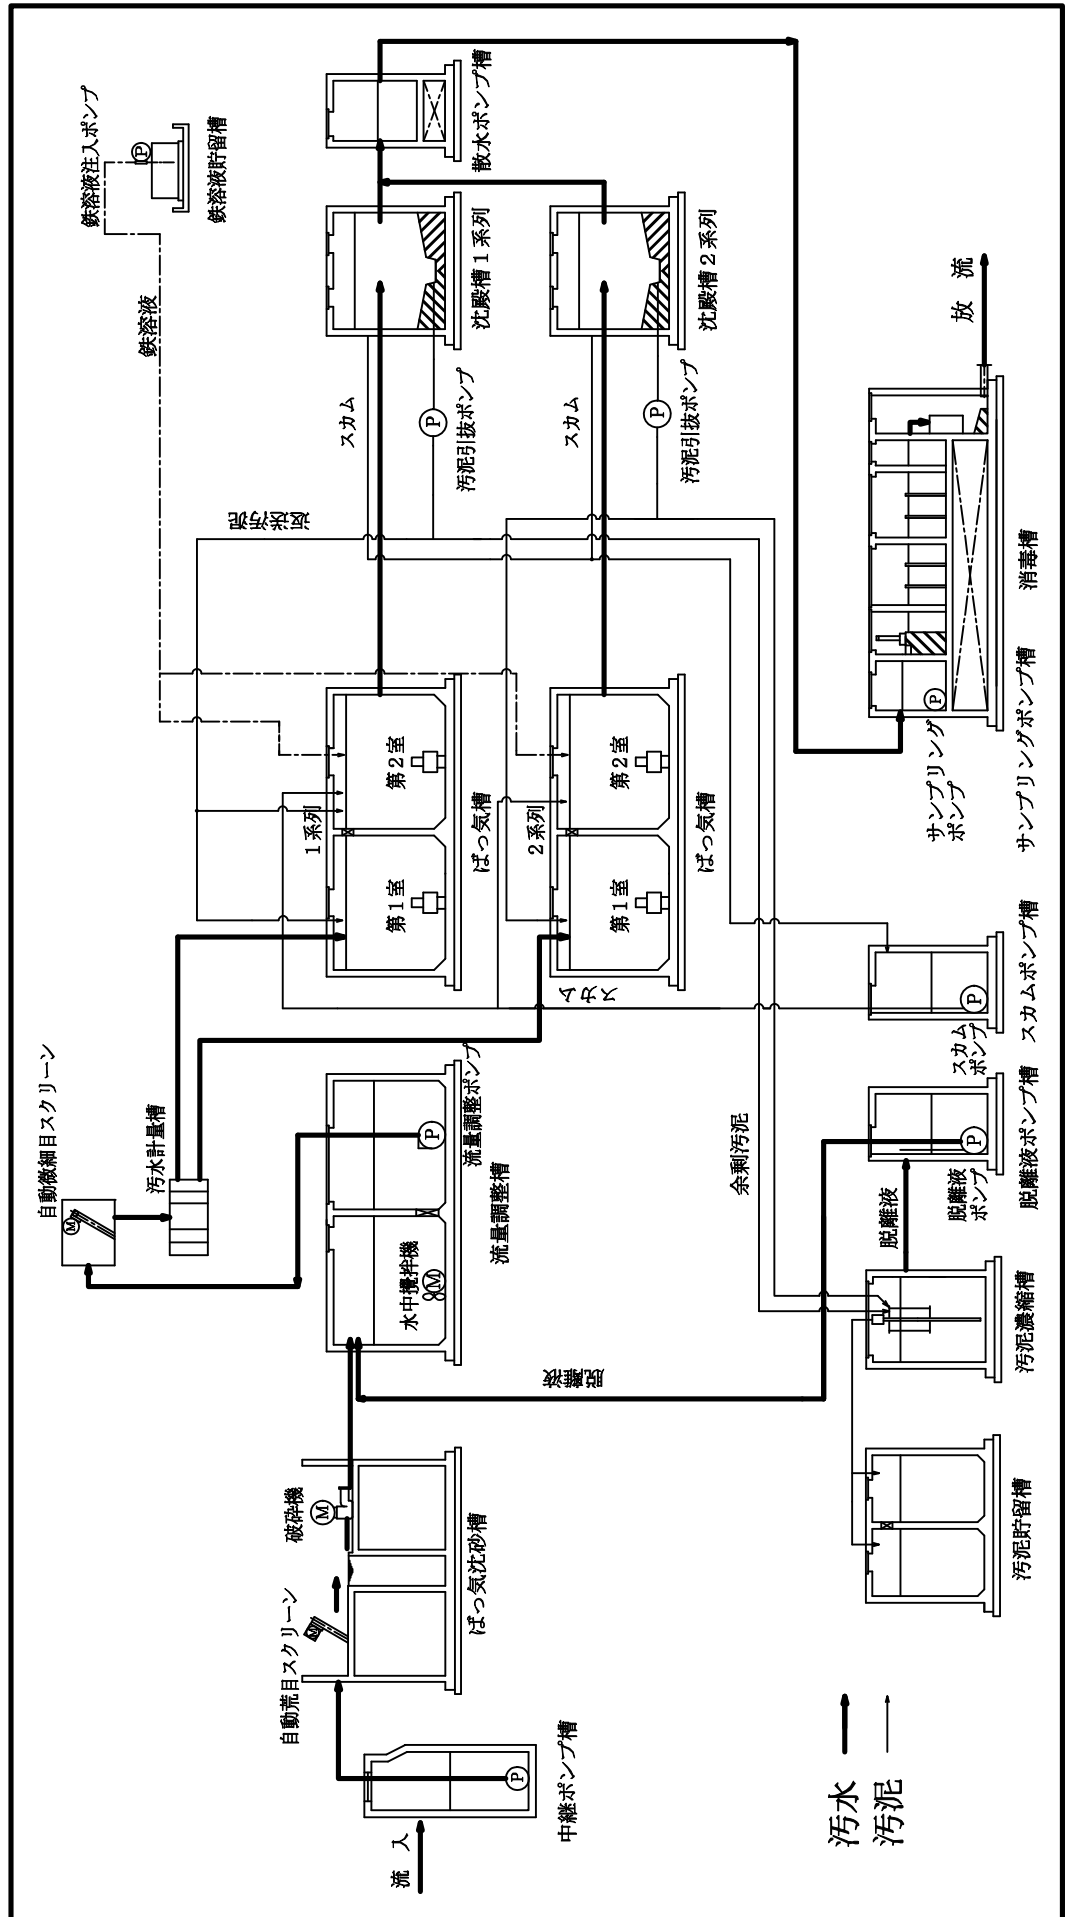 流 入
中継ポンプ槽
P
自動荒目スクリーン
M
破砕機
M
ばっ気沈砂槽
脱離液
水中攪拌機
M
流量調整槽
流量調整ポンプ
P
自動微細目スクリーン
M
汚水計量槽
1系列
第1室
第2室
ばっ気槽
2系列
第1室
第2室
ばっ気槽
スカム
返送汚泥
鉄溶液
鉄溶液注入ポンプ
P
鉄溶液貯留槽
スカム
P
汚泥引抜ポンプ
沈殿槽1系列
スカム
P
汚泥引抜ポンプ
沈殿槽2系列
散水ポンプ槽
汚水
汚泥
汚泥貯留槽
汚泥濃縮槽
余剰汚泥
脱離液
脱離液
ポンプ
P
脱離液ポンプ槽
スカム
ポンプ
P
スカムポンプ槽
サンプリング
ポンプ
P
サンプリングポンプ槽
消毒槽
放 流